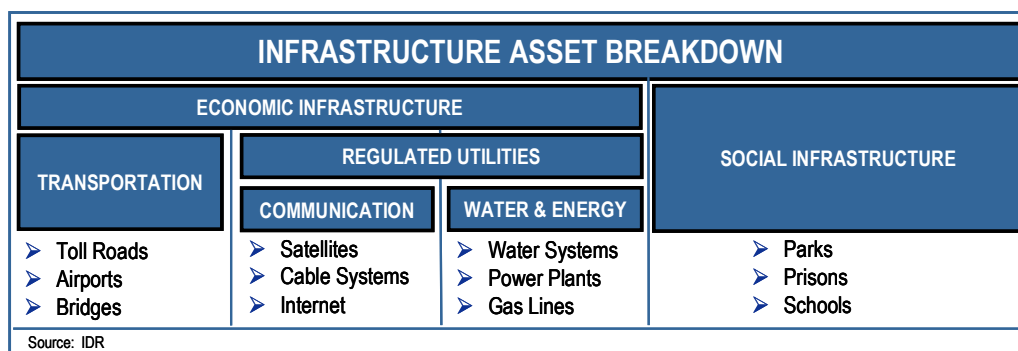 INFRASTRUCTURE ASSET BREAKDOWN
ECONOMIC INFRASTRUCTURE
SOCIAL INFRASTRUCTURE
TRANSPORTATION
REGULATED UTILITIES
COMMUNICATION
WATER & ENERGY
Toll Roads
Airports
Bridges
Satellites
Cable Systems
Internet
Water Systems
Power Plants
Gas Lines
Parks
Prisons
Schools
Source: IDR